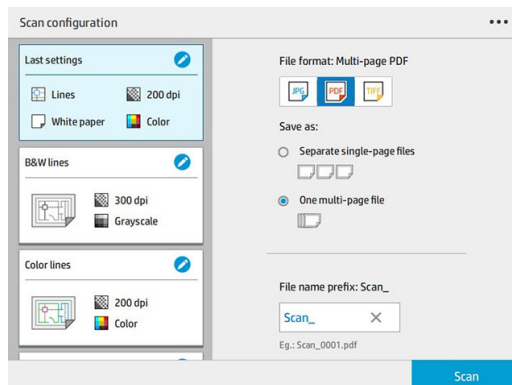 Scan configuration
Last settings
Lines
200 dpi
White paper
Color
B&W lines
300 dpi
Grayscale
Color lines
200 dpi
Color
File format: Multi-page PDF
JPG
PDF
TIFF
Save as:
Separate single-page files
One multi-page file
File name prefix: Scan_
Scan_
Eg.: Scan_0001.pdf
Scan